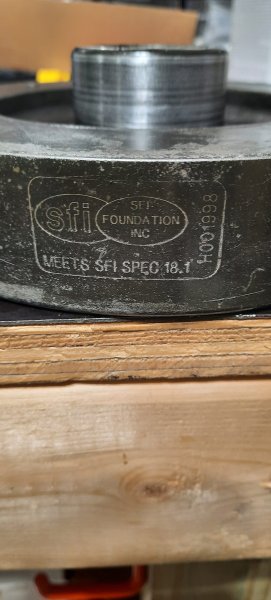 sfi
SFI
FOUNDATION
INC
MEETS SFI SPEC 18.1
H001998